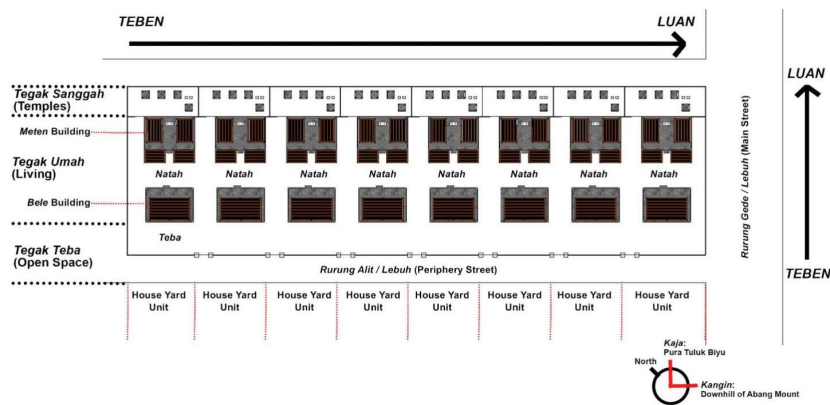 TEBEN
LUAN
LUAN
Tegak Sanggah
(Temples)
Meten Building
Tegak Umah
(Living)
Natah
Natah
Natah
Natah
Natah
Natah
Natah
Natah
Bele Building
Teba
Tegak Teba
(Open Space)
Rurung Alit / Lebuh (Periphery Street)
Rurung Gede / Lebuh (Main Street)
TEBEN
House Yard
Unit
House Yard
Unit
House Yard
Unit
House Yard
Unit
House Yard
Unit
House Yard
Unit
House Yard
Unit
House Yard
Unit
North
Kaja:
Pura Tuluk Biyu
Kangin:
Downhill of Abang Mount